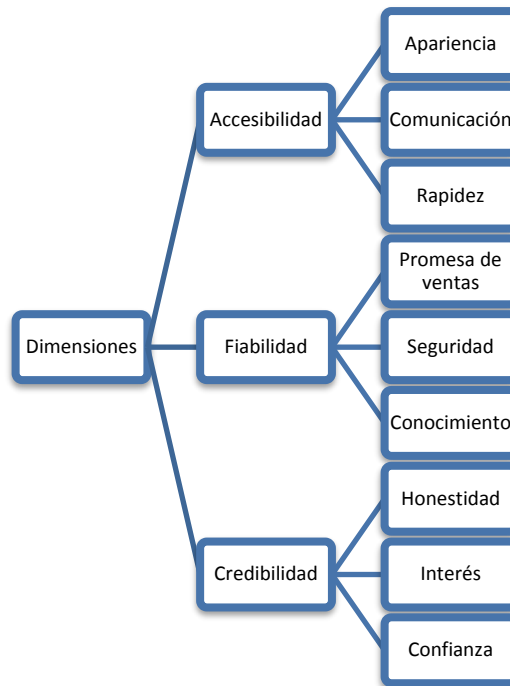 Dimensiones
Accesibilidad
Apariencia
Comunicación
Rapidez
Fiabilidad
Promesa de
ventas
Seguridad
Conocimiento
Credibilidad
Honestidad
Interés
Confianza